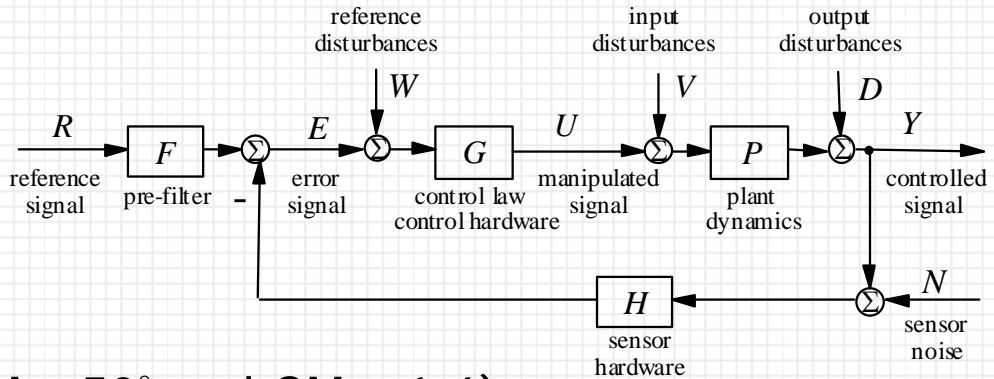 reference
disturbances
input
disturbances
output
disturbances
W
V
D
R
F
Σ
E
Σ
G
U
Σ
P
Σ
Y
reference
signal
pre-filter
-
error
signal
control law
control hardware
manipulated
signal
plant
dynamics
controlled
signal
H
Σ
N
sensor
hardware
sensor
noise